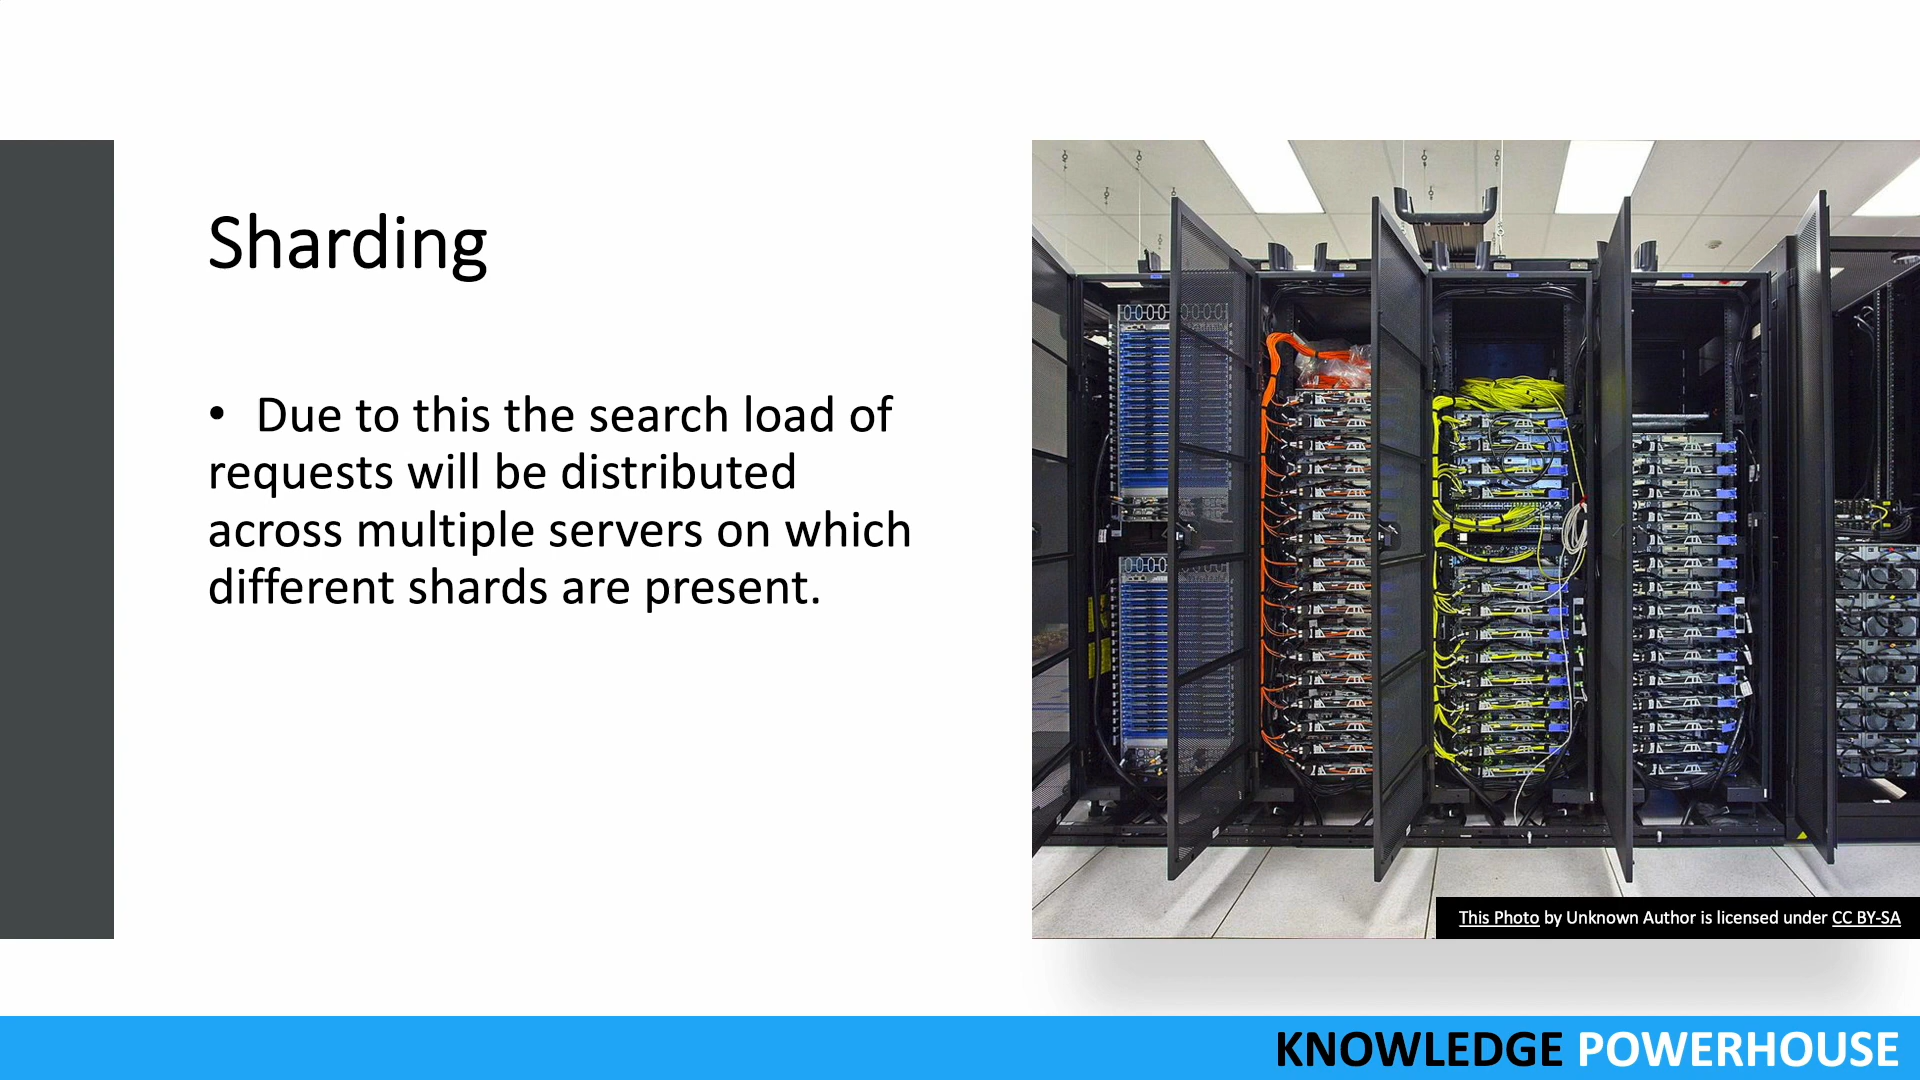 Sharding
• Due to this the search load of
requests will be distributed
across multiple servers on which
different shards are present.
This Photo by Unknown Author is licensed under CC BY-SA
KNOWLEDGE POWERHOUSE